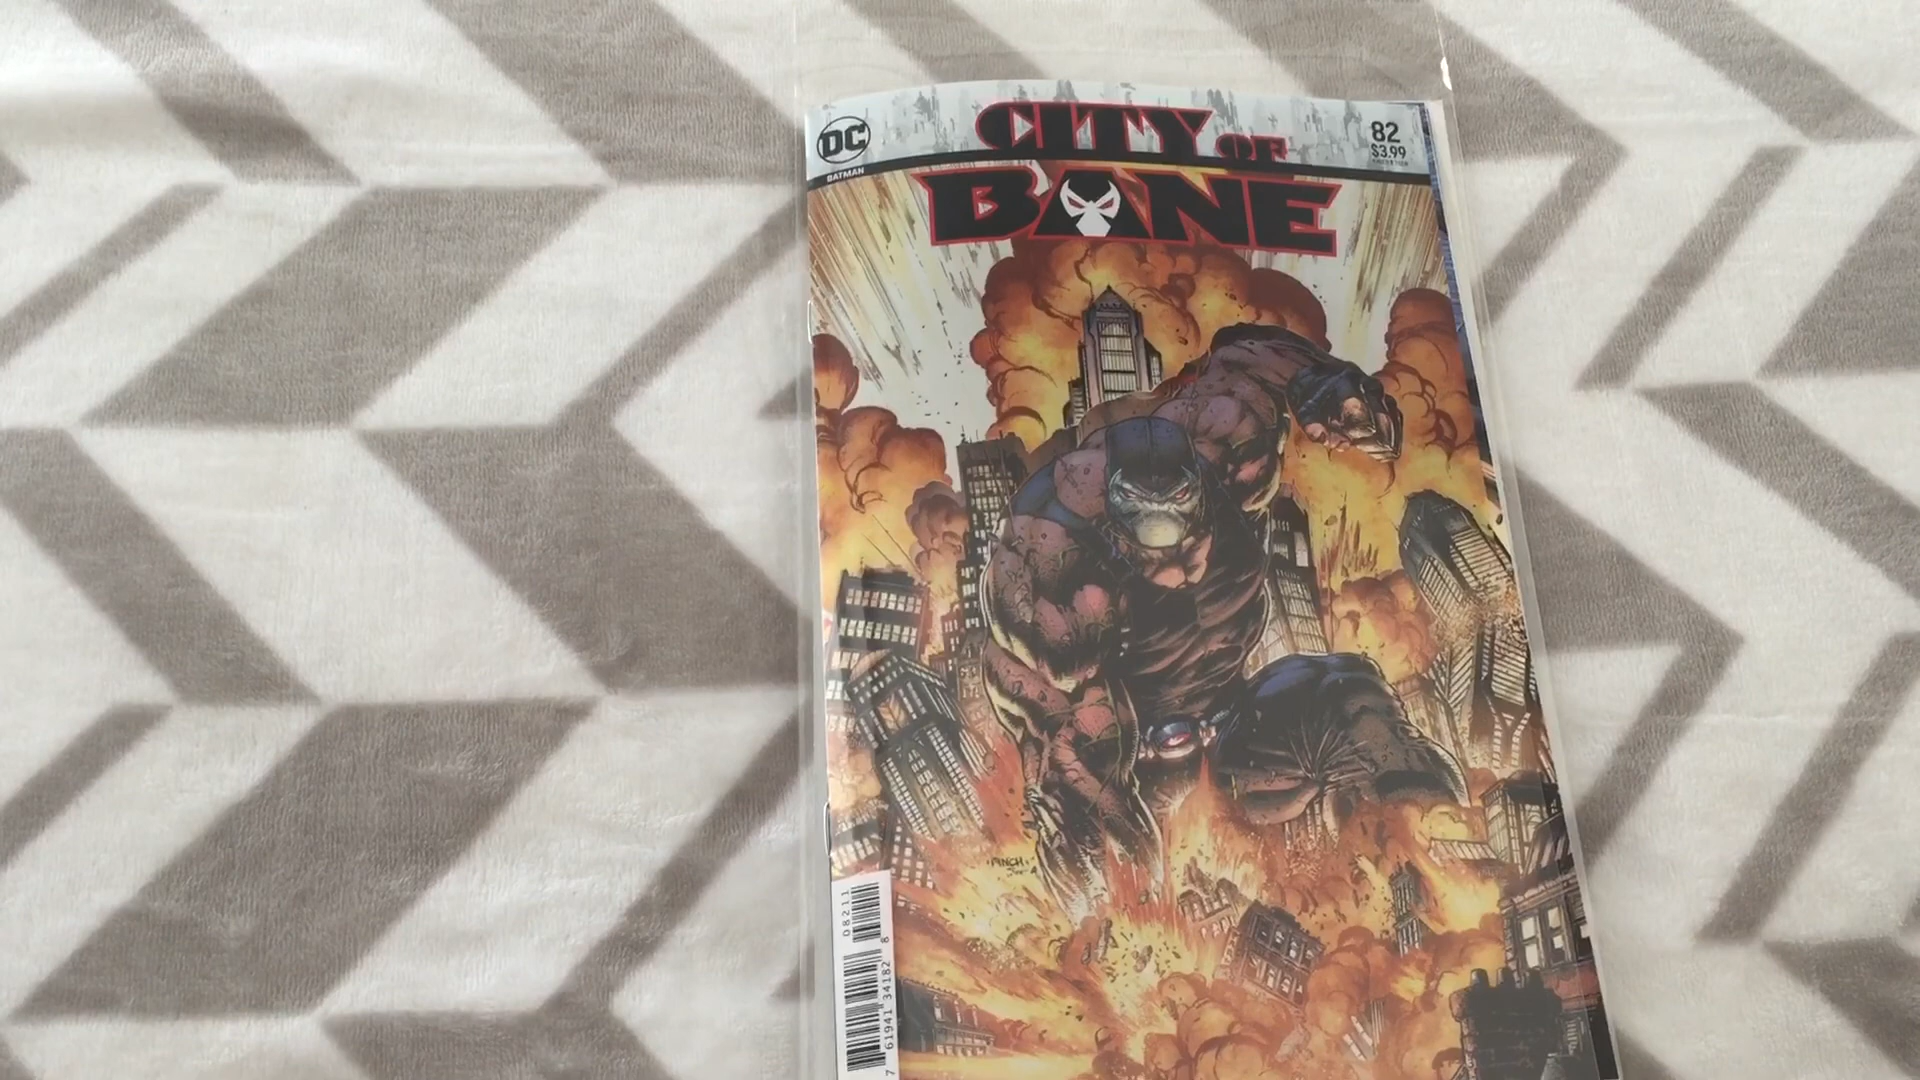 DC
BATMAN
CITY OF
BANE
82
$3.99
FINCH
08211
7 61941 34182 8